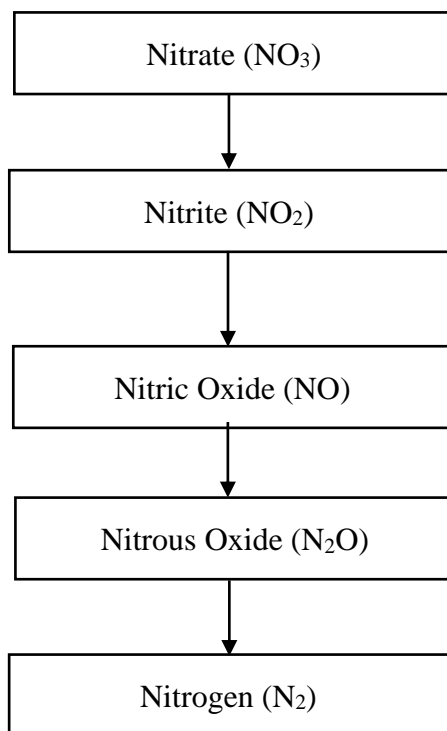 Nitrate (NO₃)
Nitrite (NO₂)
Nitric Oxide (NO)
Nitrous Oxide (N₂O)
Nitrogen (N₂)